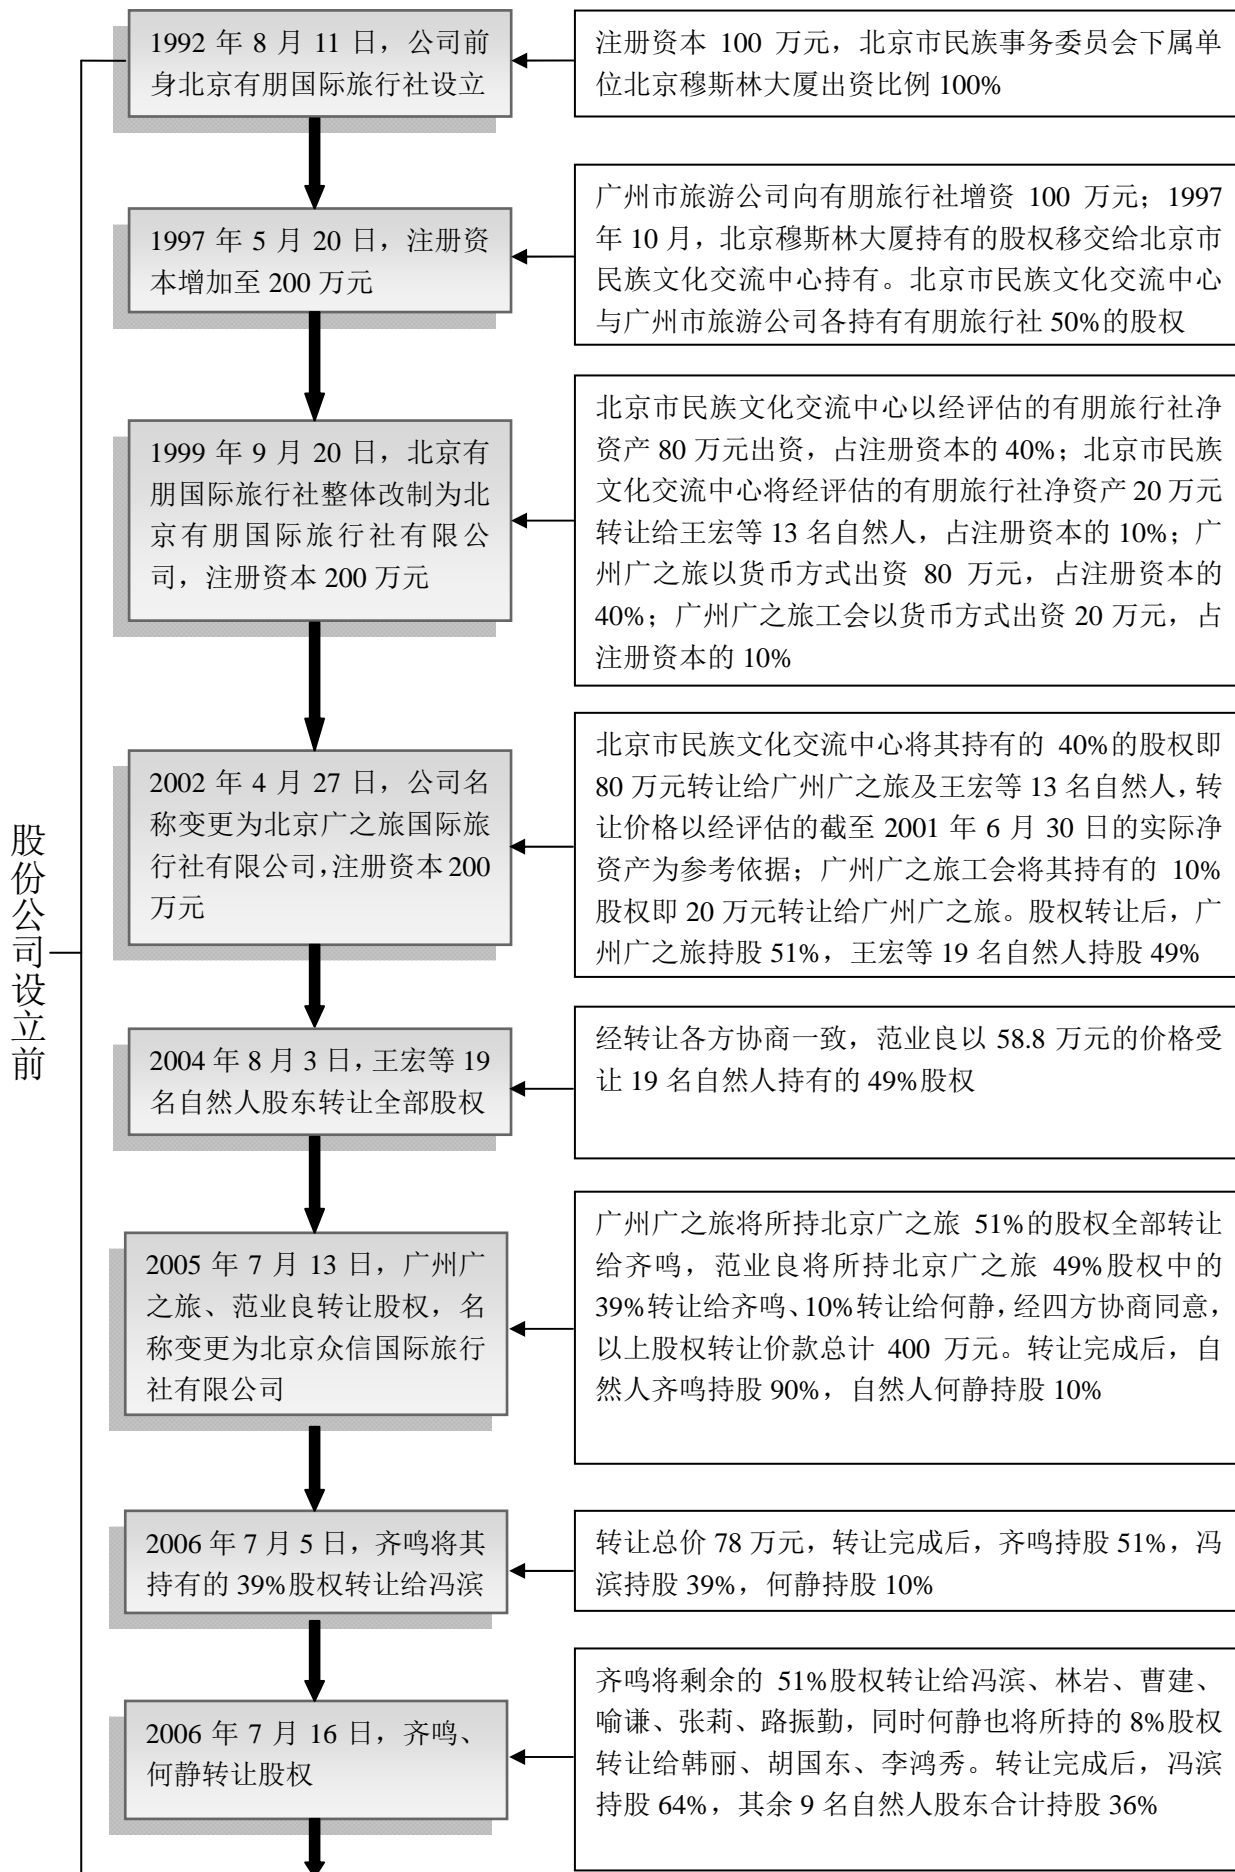 1992 年 8 月 11 日，公司前
身北京有朋国际旅行社设立
注册资本 100 万元，北京市民族事务委员会下属单
位北京穆斯林大厦出资比例 100%
1997 年 5 月 20 日，注册资
本增加至 200 万元
广州市旅游公司向有朋旅行社增资 100 万元；1997
年 10 月，北京穆斯林大厦持有的股权移交给北京市
民族文化交流中心持有。北京市民族文化交流中心
与广州市旅游公司各持有有朋旅行社 50%的股权
1999 年 9 月 20 日，北京有
朋国际旅行社整体改制为北
京有朋国际旅行社有限公
司，注册资本 200 万元
北京市民族文化交流中心以经评估的有朋旅行社净
资产 80 万元出资，占注册资本的 40%；北京市民族
文化交流中心将经评估的有朋旅行社净资产 20 万元
转让给王宏等 13 名自然人，占注册资本的 10%；广
州广之旅以货币方式出资 80 万元，占注册资本的
40%；广州广之旅工会以货币方式出资 20 万元，占
注册资本的 10%
2002 年 4 月 27 日，公司名
称变更为北京广之旅国际旅
行社有限公司，注册资本 200
万元
北京市民族文化交流中心将其持有的 40%的股权即
80 万元转让给广州广之旅及王宏等 13 名自然人，转
让价格以经评估的截至 2001 年 6 月 30 日的实际净
资产为参考依据；广州广之旅工会将其持有的 10%
股权即 20 万元转让给广州广之旅。股权转让后，广
州广之旅持股 51%，王宏等 19 名自然人持股 49%
股份公司设立前
2004 年 8 月 3 日，王宏等 19
名自然人股东转让全部股权
经转让各方协商一致，范业良以 58.8 万元的价格受
让 19 名自然人持有的 49%股权
2005 年 7 月 13 日，广州广
之旅、范业良转让股权，名
称变更为北京众信国际旅行
社有限公司
广州广之旅将所持北京广之旅 51%的股权全部转让
给齐鸣，范业良将所持北京广之旅 49%股权中的
39%转让给齐鸣、10%转让给何静，经四方协商同意，
以上股权转让价款总计 400 万元。转让完成后，自
然人齐鸣持股 90%，自然人何静持股 10%
2006 年 7 月 5 日，齐鸣将其
持有的 39%股权转让给冯滨
转让总价 78 万元，转让完成后，齐鸣持股 51%，冯
滨持股 39%，何静持股 10%
2006 年 7 月 16 日，齐鸣、
何静转让股权
齐鸣将剩余的 51%股权转让给冯滨、林岩、曹建、
喻谦、张莉、路振勤，同时何静也将所持的 8%股权
转让给韩丽、胡国东、李鸿秀。转让完成后，冯滨
持股 64%，其余 9 名自然人股东合计持股 36%